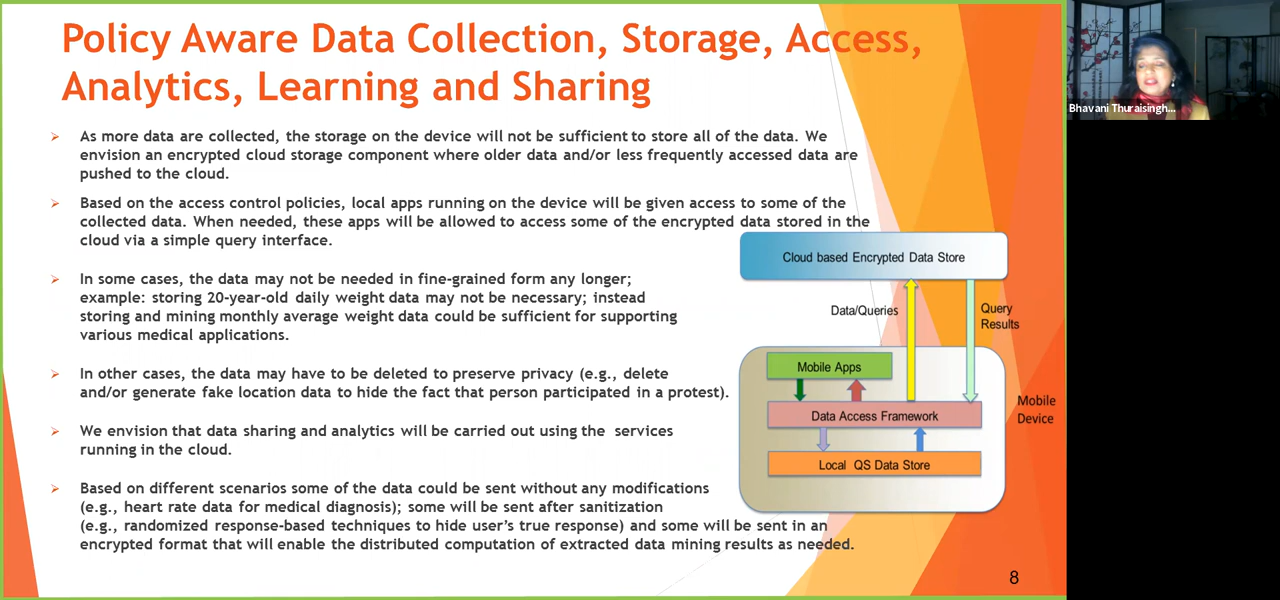 Policy Aware Data Collection, Storage, Access,
Analytics, Learning and Sharing
As more data are collected, the storage on the device will not be sufficient to store all of the data. We
envision an encrypted cloud storage component where older data and/or less frequently accessed data are
pushed to the cloud.
Based on the access control policies, local apps running on the device will be given access to some of the
collected data. When needed, these apps will be allowed to access some of the encrypted data stored in the
cloud via a simple query interface.
In some cases, the data may not be needed in fine-grained form any longer;
example: storing 20-year-old daily weight data may not be necessary; instead
storing and mining monthly average weight data could be sufficient for supporting
various medical applications.
In other cases, the data may have to be deleted to preserve privacy (e.g., delete
and/or generate fake location data to hide the fact that person participated in a protest).
We envision that data sharing and analytics will be carried out using the services
running in the cloud.
Based on different scenarios some of the data could be sent without any modifications
(e.g., heart rate data for medical diagnosis); some will be sent after sanitization
(e.g., randomized response-based techniques to hide user's true response) and some will be sent in an
encrypted format that will enable the distributed computation of extracted data mining results as needed.
Cloud based Encrypted Data Store
Data/Queries
Query
Results
Mobile Apps
Data Access Framework
Local QS Data Store
Mobile
Device
8
Bhavani Thuraisingh...